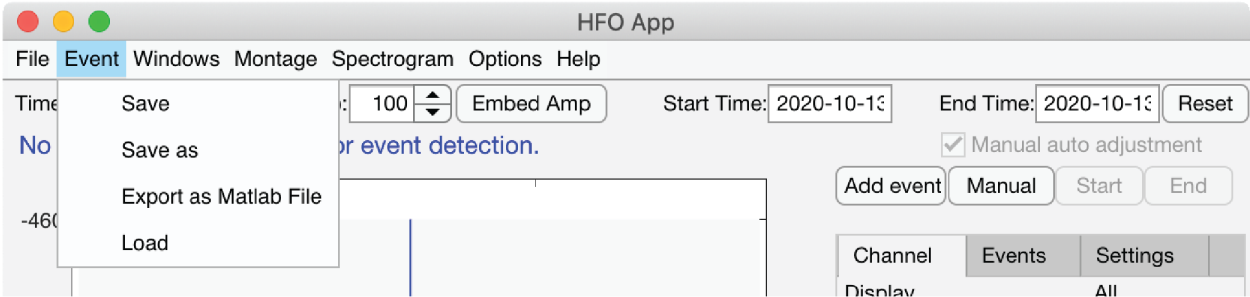 HFO App
File Event Windows Montage Spectrogram Options Help
Time 100 Embed Amp Start Time: 2020-10-13 End Time: 2020-10-13 Reset
Save
No event detection.
Manual auto adjustment
Save as
Add event Manual Start End
Export as Matlab File
-460
Load
Channel Events Settings
Display All